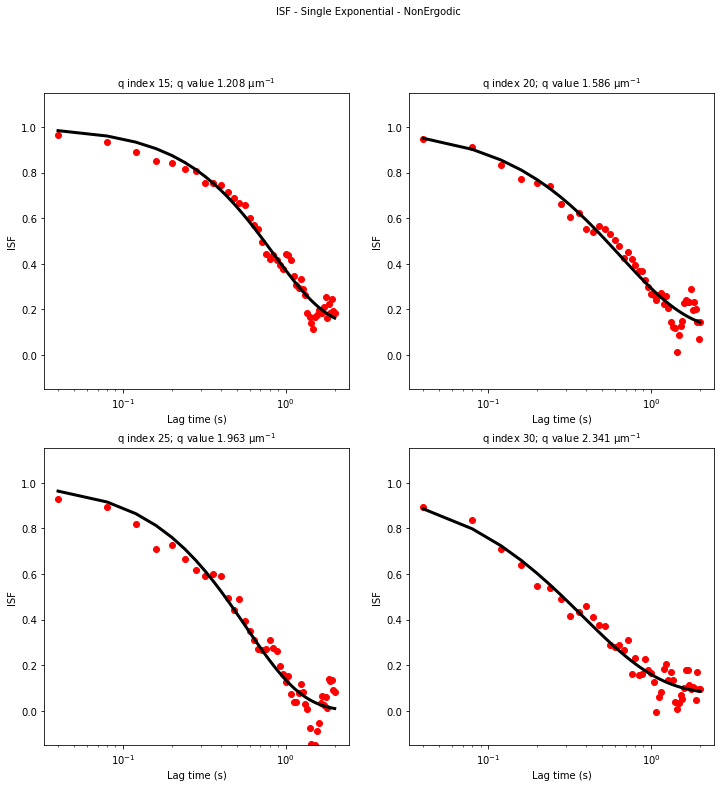 ISF - Single Exponential - NonErgodic
q index 15; q value 1.208 μm⁻¹
1.0
0.8
0.6
0.4
0.2
0.0
ISF
10⁻¹
10⁰
Lag time (s)
q index 20; q value 1.586 μm⁻¹
1.0
0.8
0.6
0.4
0.2
0.0
ISF
10⁻¹
10⁰
Lag time (s)
q index 25; q value 1.963 μm⁻¹
1.0
0.8
0.6
0.4
0.2
0.0
ISF
10⁻¹
10⁰
Lag time (s)
q index 30; q value 2.341 μm⁻¹
1.0
0.8
0.6
0.4
0.2
0.0
ISF
10⁻¹
10⁰
Lag time (s)